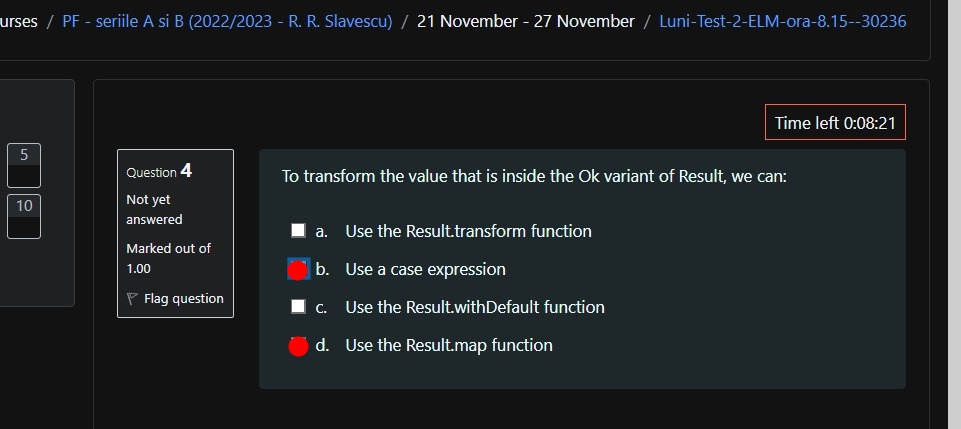 urses / PF - seriile A si B (2022/2023 - R. R. Slavescu) / 21 November - 27 November / Luni-Test-2-ELM-ora-8.15--30236
Time left 0:08:21
5
10
Question 4
Not yet
answered
Marked out of
1.00
Flag question
To transform the value that is inside the Ok variant of Result, we can:
a. Use the Result.transform function
b. Use a case expression
c. Use the Result.withDefault function
d. Use the Result.map function